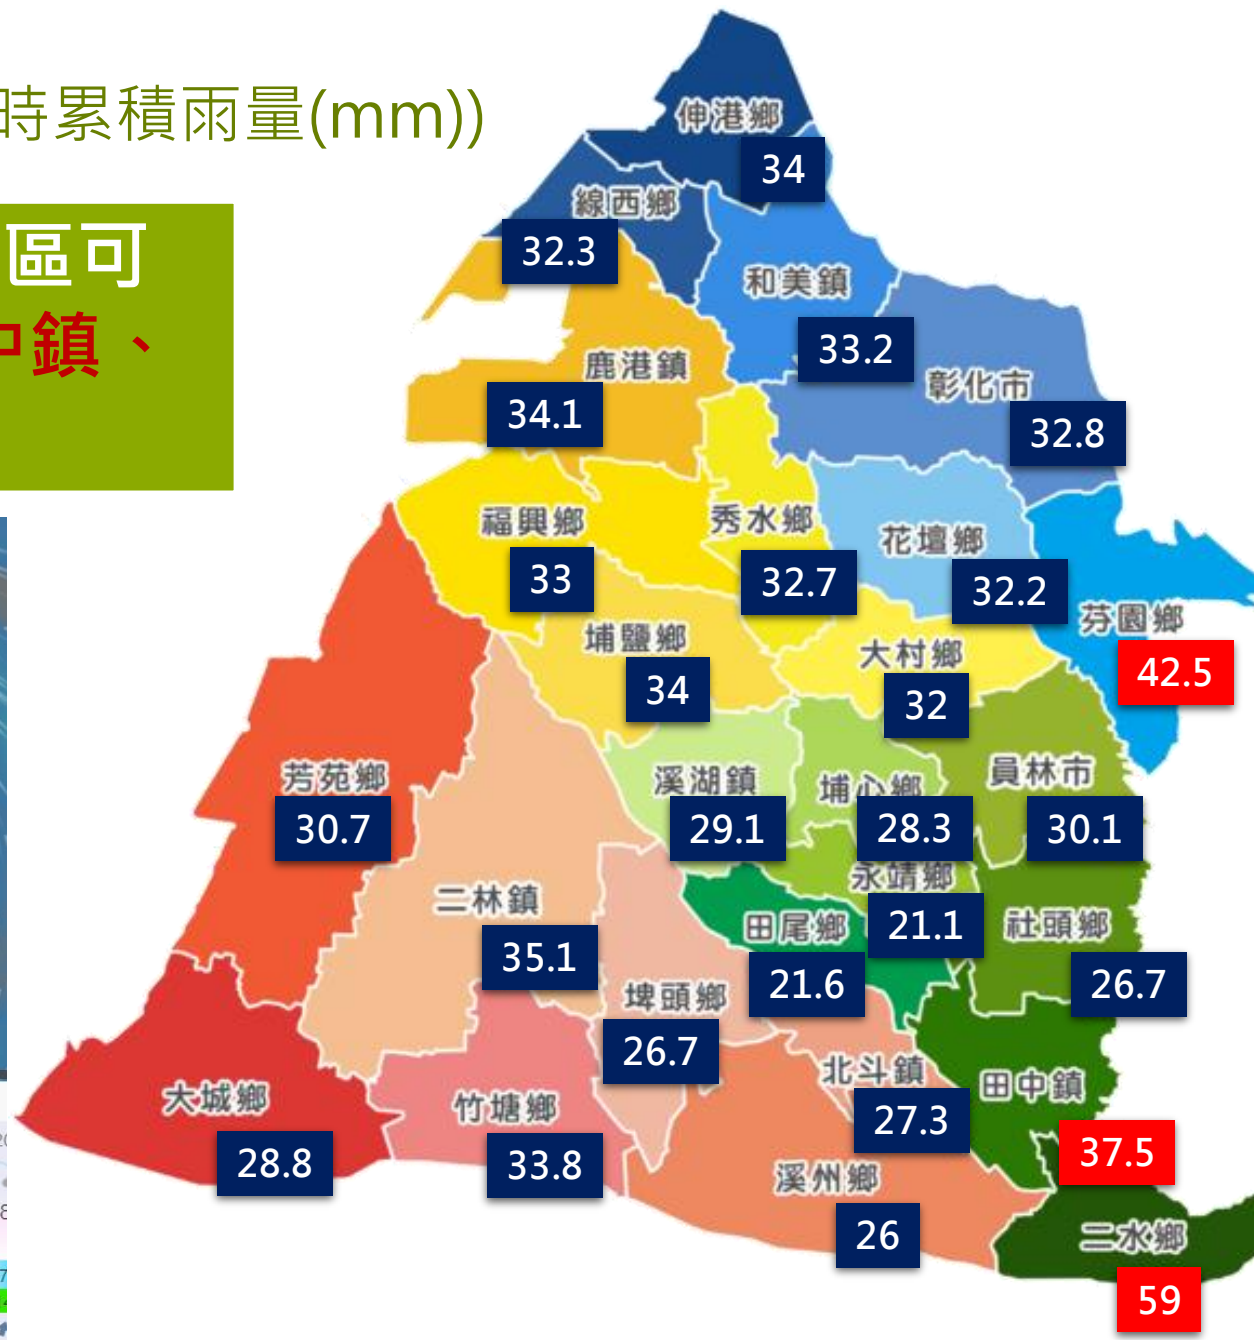 時累積雨量(mm))
區可
中鎮、
伸港鄉
34
線西鄉
32.3
和美鎮
33.2
鹿港鎮
34.1
彰化市
32.8
福興鄉
33
秀水鄉
32.7
花壇鄉
32.2
芬園鄉
42.5
埔鹽鄉
34
大村鄉
32
芳苑鄉
30.7
溪湖鎮
29.1
埔心鄉
28.3
員林市
30.1
二林鎮
35.1
永靖鄉
21.1
田尾鄉
21.6
社頭鄉
26.7
埤頭鄉
26.7
北斗鎮
27.3
田中鎮
37.5
大城鄉
28.8
竹塘鄉
33.8
溪州鄉
26
二水鄉
59